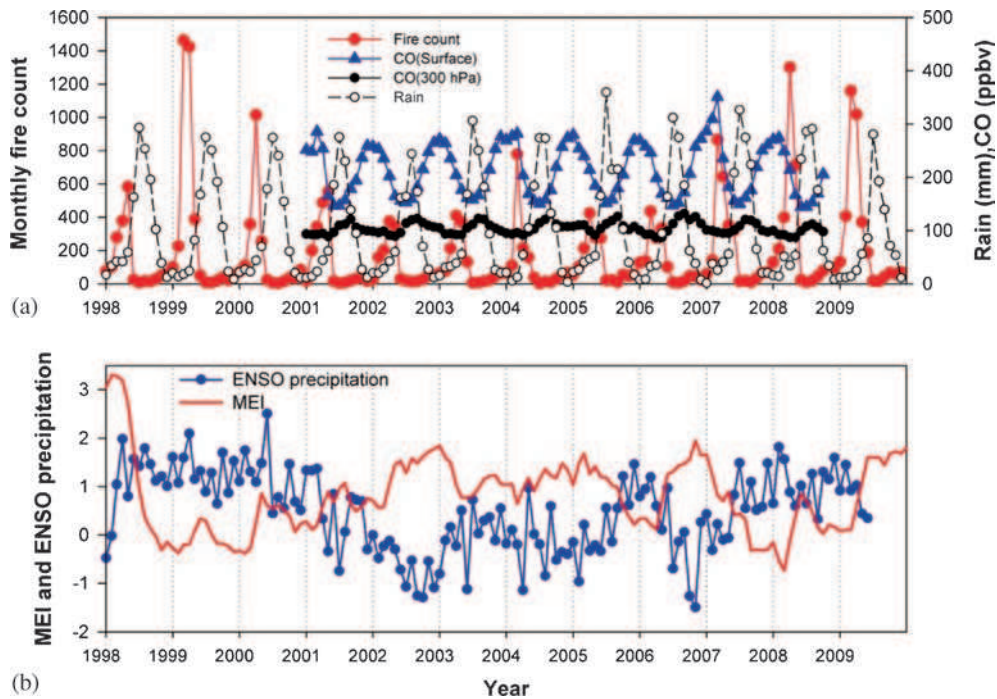 1600
1400
1200
1000
800
600
400
200
0
Monthly fire count
500
400
300
200
100
0
Rain (mm),CO (ppbv)
Fire count
CO(Surface)
CO(300 hPa)
Rain
(a)
1998 1999 2000 2001 2002 2003 2004 2005 2006 2007 2008 2009
3
2
1
0
-1
-2
MEI and ENSO precipitation
ENSO precipitation
MEI
(b)
1998 1999 2000 2001 2002 2003 2004 2005 2006 2007 2008 2009
Year